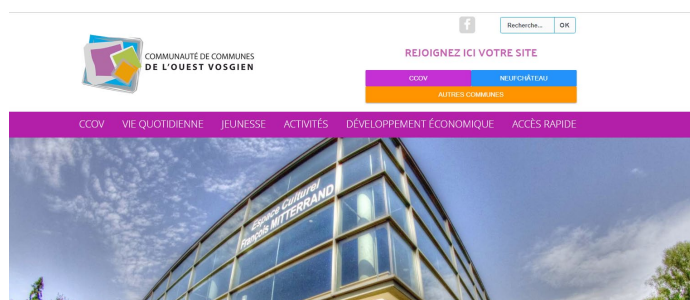 f
Recherche...
OK
COMMUNAUTÉ DE COMMUNES
DE L'OUEST VOSGIEN
REJOIGNEZ ICI VOTRE SITE
CCOV
NEUFCHÂTEAU
AUTRES COMMUNES
CCOV VIE QUOTIDIENNE JEUNESSE ACTIVITÉS DÉVELOPPEMENT ÉCONOMIQUE ACCÈS RAPIDE
Espace Culturel
François MITTERRAND